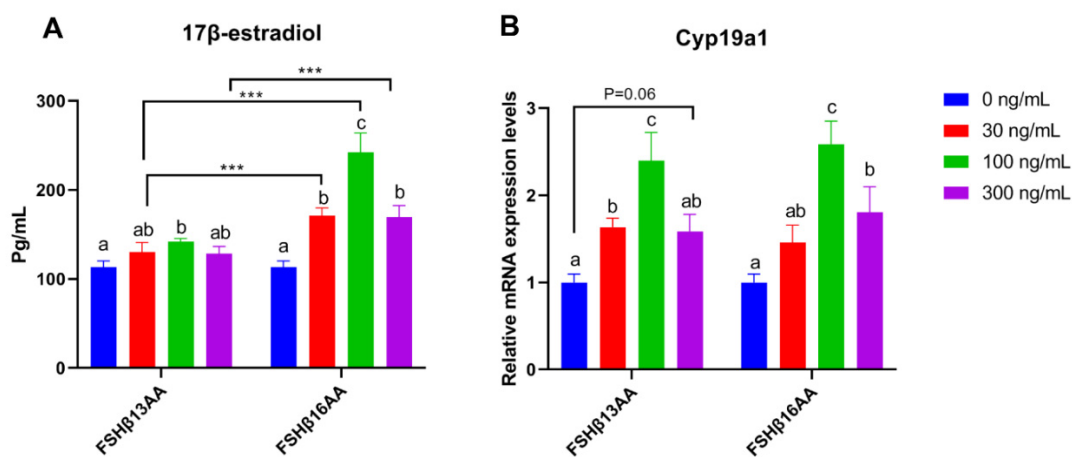 A
17β-estradiol
***
***
***
Pg/mL
300
200
100
0
a
ab
b
ab
a
b
c
b
FSHβ13AA
FSHβ16AA
B
Cyp19a1
P=0.06
Relative mRNA expression levels
3
2
1
0
a
b
c
ab
a
ab
c
b
FSHβ13AA
FSHβ16AA
0 ng/mL
30 ng/mL
100 ng/mL
300 ng/mL